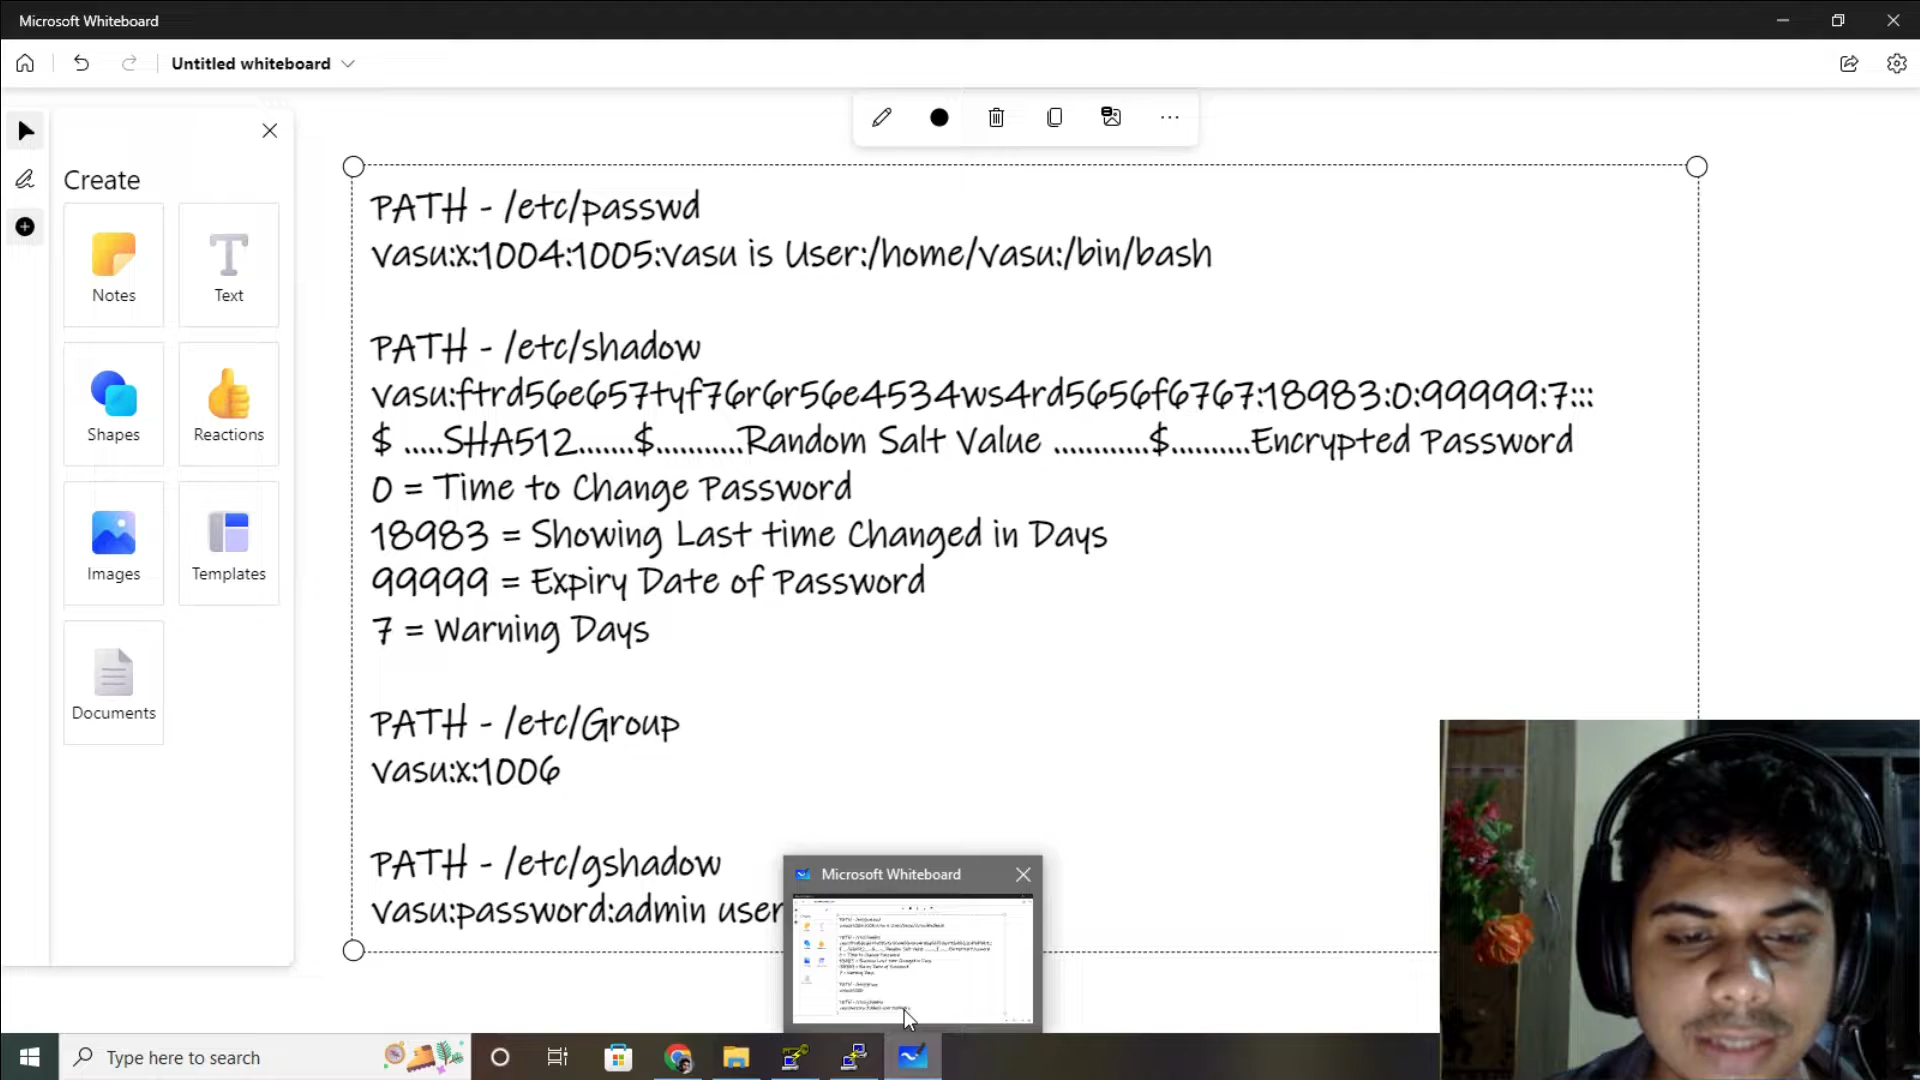 Microsoft Whiteboard
Untitled whiteboard
Create
Notes
Text
Shapes
Reactions
Images
Templates
Documents
PATH - /etc/passwd
vasu:x:1004:1005:vasu is User:/home/vasu:/bin/bash
PATH - /etc/shadow
vasu:ftrd56e657tyf76r6r56e4534ws4rd5656f6767:18983:0:99999:7:::
$ .....SHA512.......$...........Random Salt Value ............$..........Encrypted Password
0 = Time to Change Password
18983 = Showing Last time Changed in Days
99999 = Expiry Date of Password
7 = Warning Days
PATH - /etc/Group
vasu:x:1006
PATH - /etc/gshadow
vasu:password:admin user
Microsoft Whiteboard
Type here to search